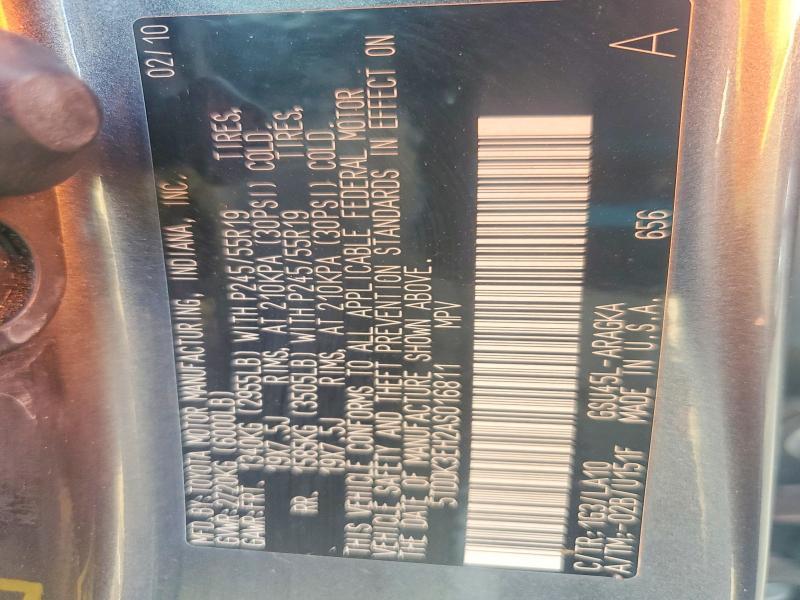 MFD. BY: TOYOTA MOTOR MANUFACTURING, INDIANA, INC. 02/10
GVWR: 2720KG (6000LB)
GAWR: FRT. 1340KG (2955LB) WITH P245/55R19 TIRES,
19X7.5J RIMS, AT 210KPA (30PSI) COLD.
RR. 1585KG (3505LB) WITH P245/55R19 TIRES,
19X7.5J RIMS, AT 210KPA (30PSI) COLD.
THIS VEHICLE CONFORMS TO ALL APPLICABLE FEDERAL MOTOR
VEHICLE SAFETY AND THEFT PREVENTION STANDARDS IN EFFECT ON
THE DATE OF MANUFACTURE SHOWN ABOVE.
5TDDK3EH2AS016811 MPV
C/TR: 1G3/LA10 GSU45L-ARAGKA A
A/TM: -02B/U151F MADE IN U.S.A. 656